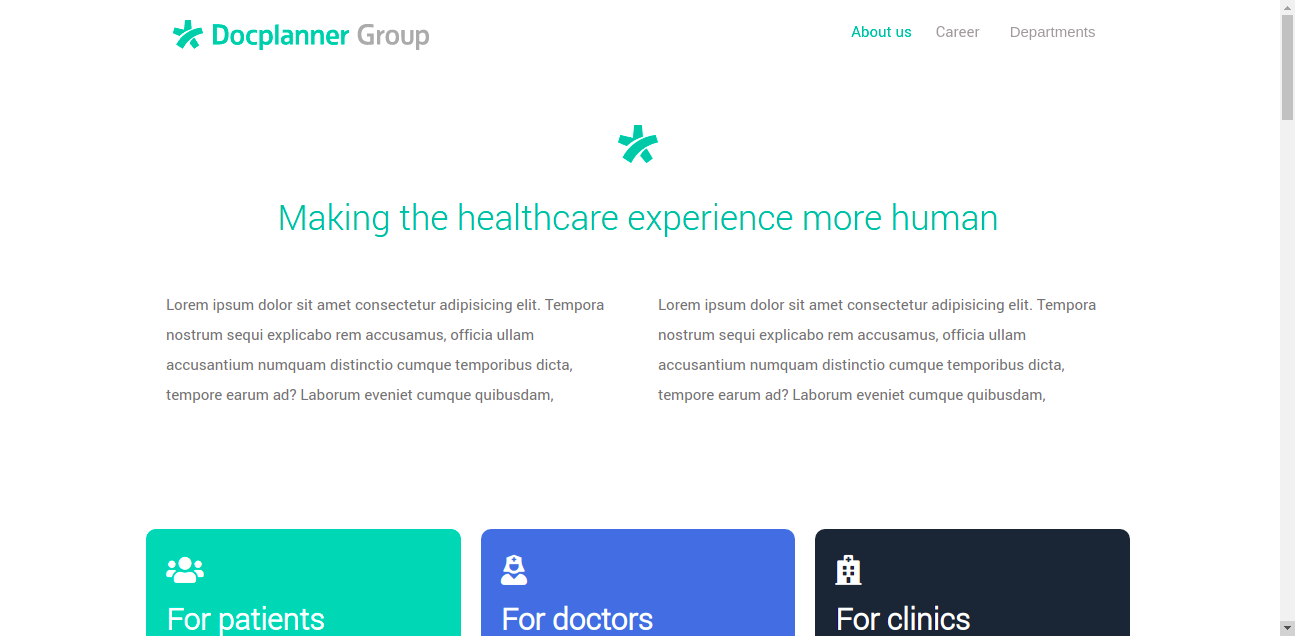 Docplanner Group
About us Career Departments
Making the healthcare experience more human
Lorem ipsum dolor sit amet consectetur adipisicing elit. Tempora
nostrum sequi explicabo rem accusamus, officia ullam
accusantium numquam distinctio cumque temporibus dicta,
tempore earum ad? Laborum eveniet cumque quibusdam,
Lorem ipsum dolor sit amet consectetur adipisicing elit. Tempora
nostrum sequi explicabo rem accusamus, officia ullam
accusantium numquam distinctio cumque temporibus dicta,
tempore earum ad? Laborum eveniet cumque quibusdam,
For patients
For doctors
For clinics